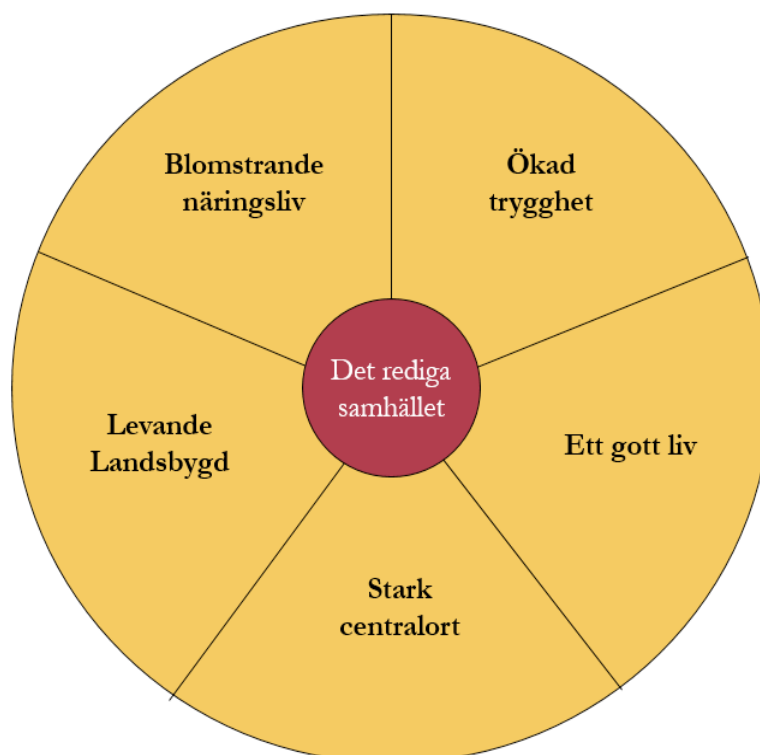 Blomstrande
näringsliv
Ökad
trygghet
Det rediga
samhället
Levande
Landsbygd
Ett gott liv
Stark
centralort